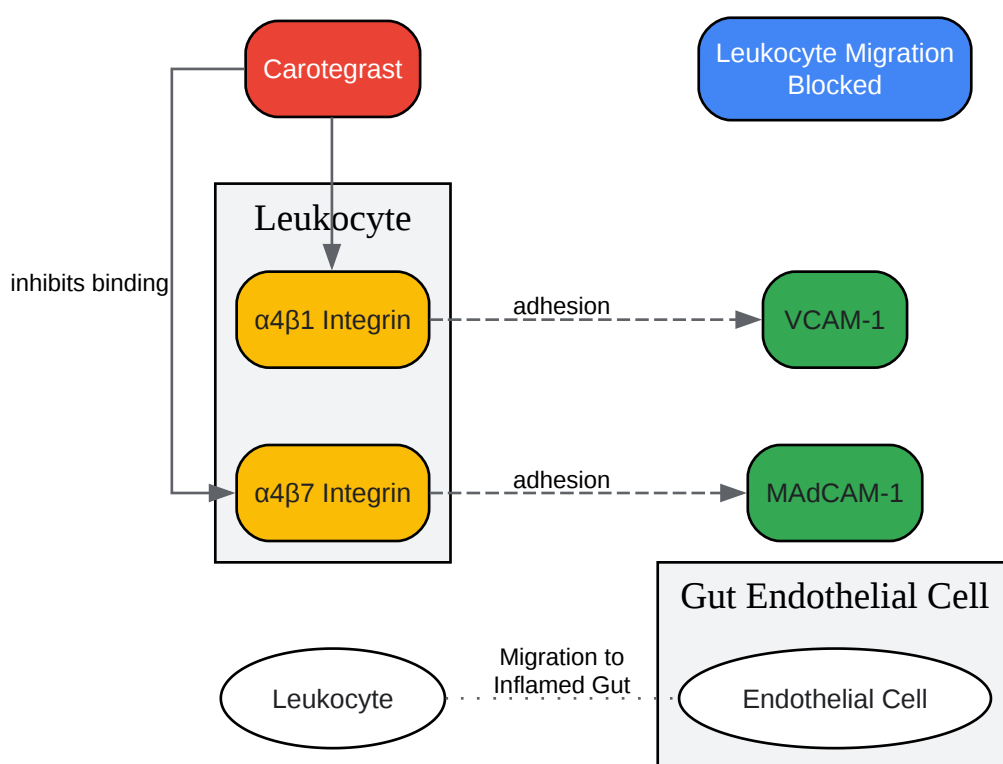 Carotegrast
Leukocyte Migration
Blocked
Leukocyte
inhibits binding
α4β1 Integrin
adhesion
VCAM-1
α4β7 Integrin
adhesion
MAdCAM-1
Gut Endothelial Cell
Leukocyte
Migration to
Inflamed Gut
Endothelial Cell